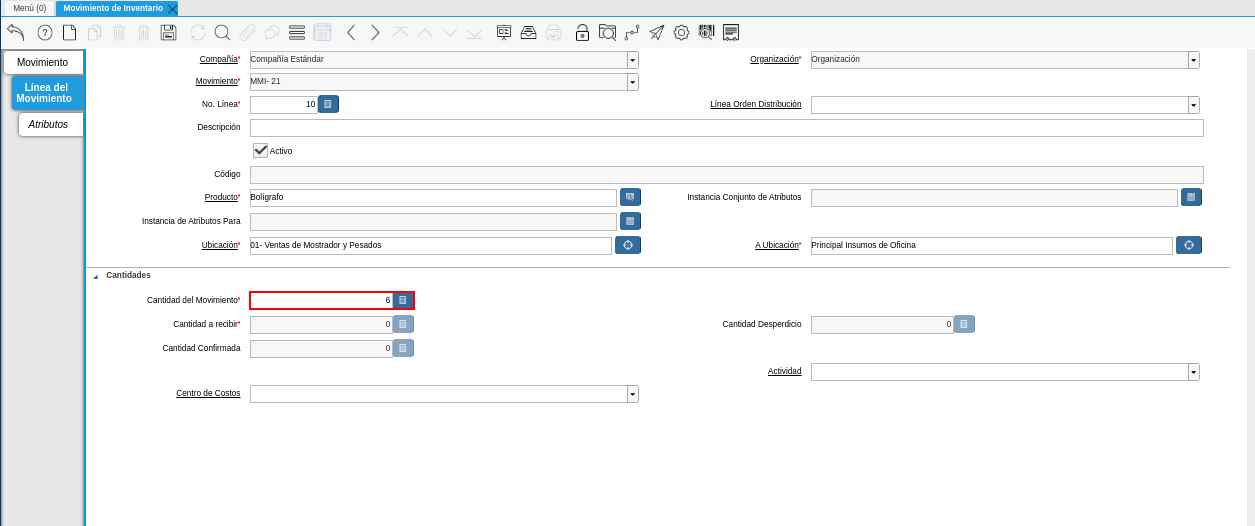 Menú (0)
Movimiento de Inventario
Movimiento
Línea del
Movimiento
Atributos
Compañía* Compañía Estándar
Organización* Organización
Movimiento* MMI- 21
No. Línea* 10
Línea Orden Distribución
Descripción
Activo
Código
Producto* Bolígrafo
Instancia Conjunto de Atributos
Instancia de Atributos Para
Ubicación* 01- Ventas de Mostrador y Pesados
A Ubicación* Principal Insumos de Oficina
Cantidades
Cantidad del Movimiento* 6
Cantidad a recibir* 0
Cantidad Desperdicio 0
Cantidad Confirmada 0
Actividad
Centro de Costos